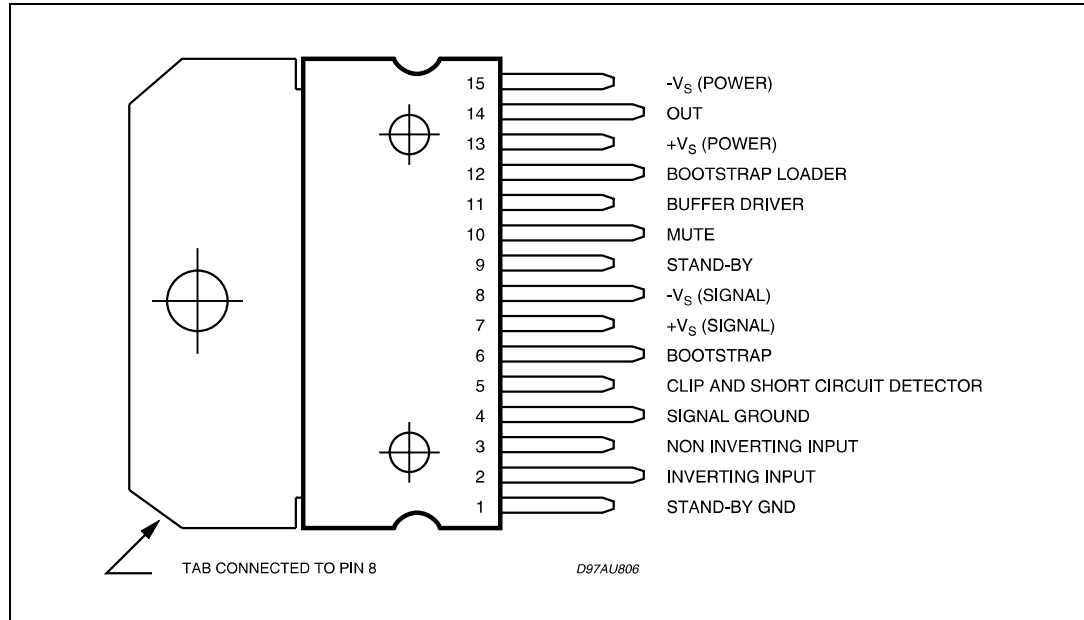 15 -VS (POWER)
14 OUT
13 +VS (POWER)
12 BOOTSTRAP LOADER
11 BUFFER DRIVER
10 MUTE
9 STAND-BY
8 -VS (SIGNAL)
7 +VS (SIGNAL)
6 BOOTSTRAP
5 CLIP AND SHORT CIRCUIT DETECTOR
4 SIGNAL GROUND
3 NON INVERTING INPUT
2 INVERTING INPUT
1 STAND-BY GND
TAB CONNECTED TO PIN 8
D97AU806